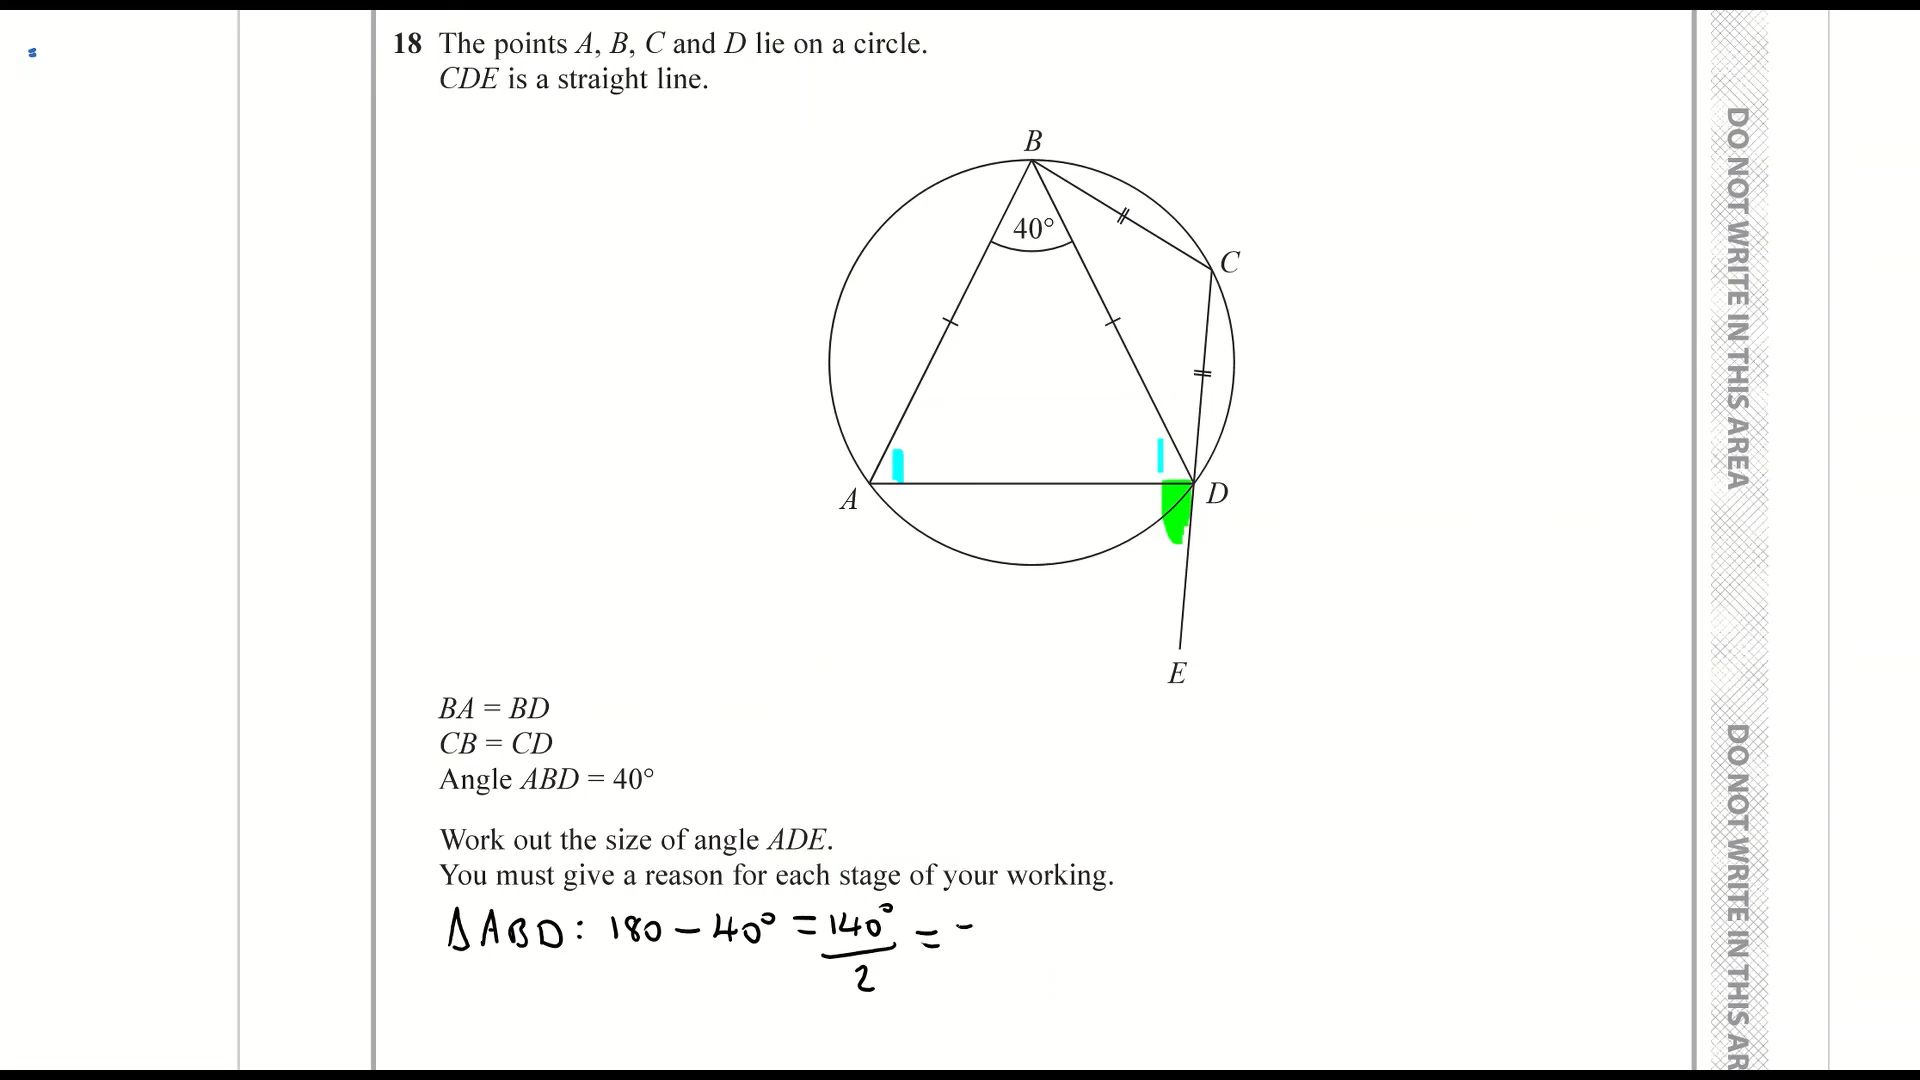 18 The points A, B, C and D lie on a circle.
CDE is a straight line.
B
40°
C
A
D
E
BA = BD
CB = CD
Angle ABD = 40°
Work out the size of angle ADE.
You must give a reason for each stage of your working.
ΔABD: 180 – 40° = 140° =
2
DO NOT WRITE IN THIS AREA
DO NOT WRITE IN THIS AR